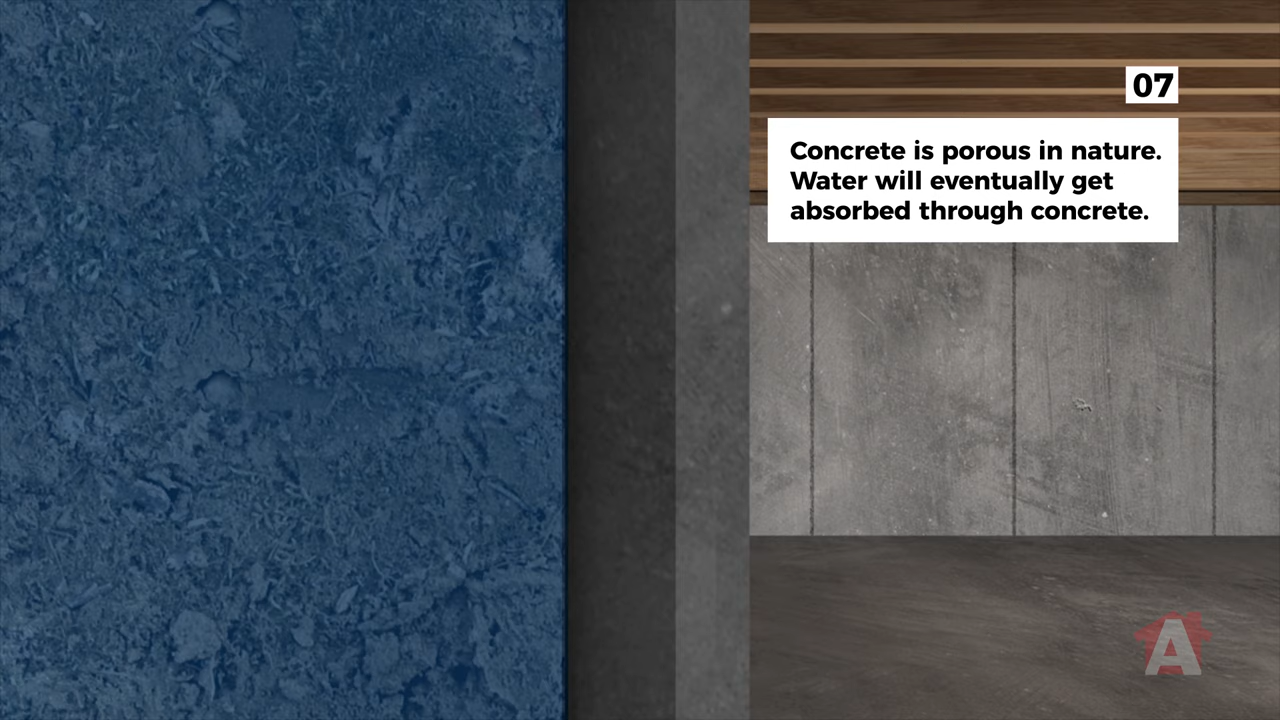 07
Concrete is porous in nature.
Water will eventually get
absorbed through concrete.
A